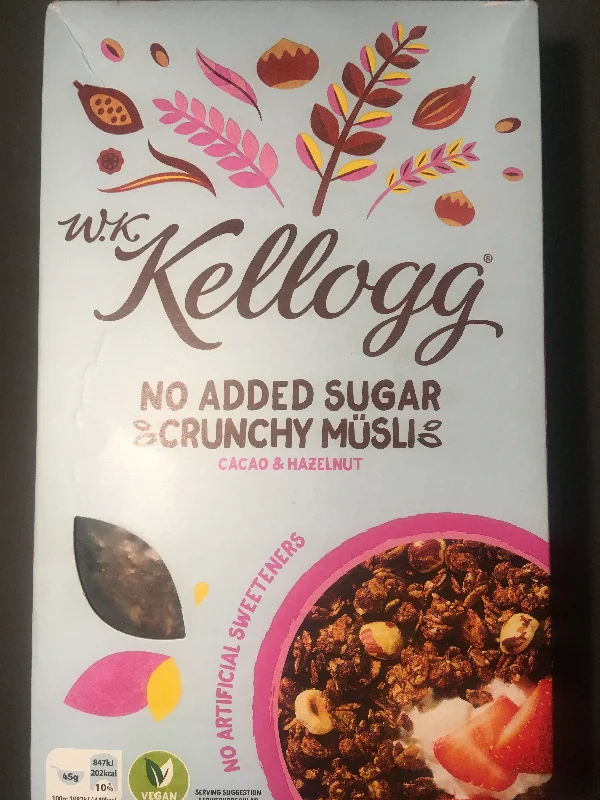 W.K.
Kellogg®
NO ADDED SUGAR
CRUNCHY MÜSLI
CACAO & HAZELNUT
NO ARTIFICIAL SWEETENERS
45g
847kJ
202kcal
10%
VEGAN
SERVING SUGGESTION